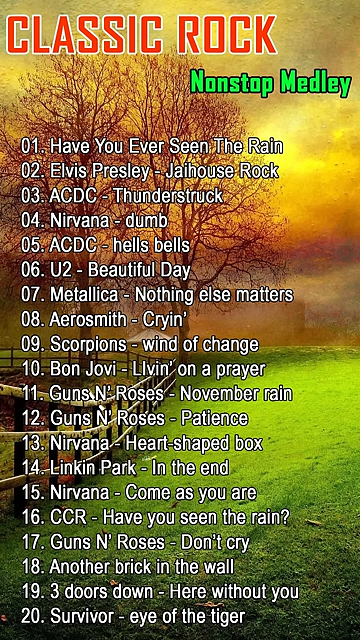 CLASSIC ROCK
Nonstop Medley
01. Have You Ever Seen The Rain
02. Elvis Presley - Jaihouse Rock
03. ACDC - Thunderstruck
04. Nirvana - dumb
05. ACDC - hells bells
06. U2 - Beautiful Day
07. Metallica - Nothing else matters
08. Aerosmith - Cryin'
09. Scorpions - wind of change
10. Bon Jovi - LIvin' on a prayer
11. Guns N' Roses - November rain
12. Guns N' Roses - Patience
13. Nirvana - Heart-shaped box
14. Linkin Park - In the end
15. Nirvana - Come as you are
16. CCR - Have you seen the rain?
17. Guns N' Roses - Don't cry
18. Another brick in the wall
19. 3 doors down - Here without you
20. Survivor - eye of the tiger